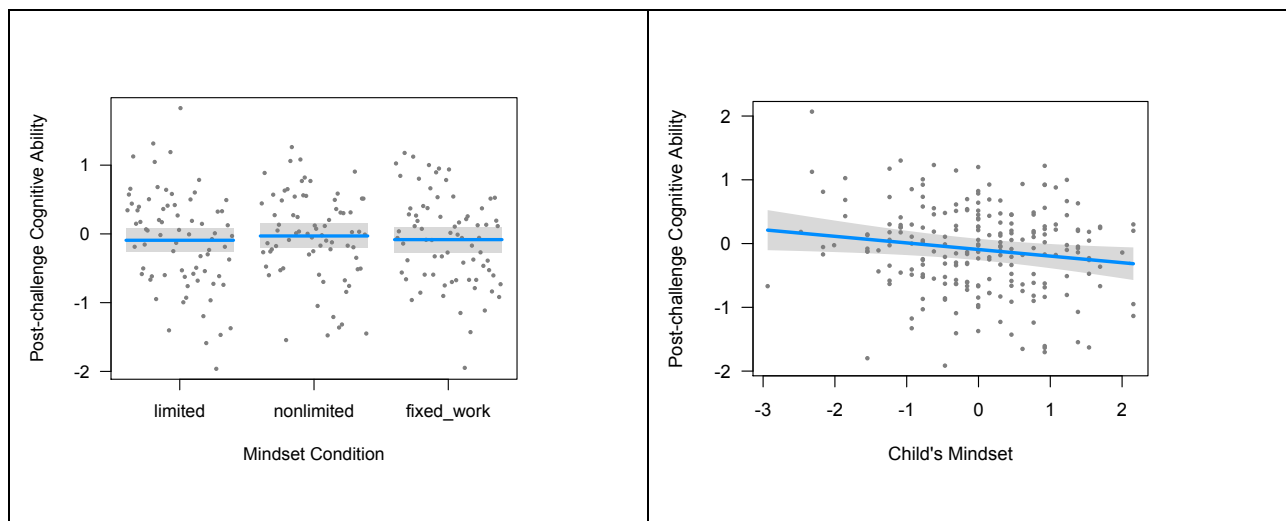 Post-challenge Cognitive Ability
1
0
-1
-2
limited nonlimited fixed_work
Mindset Condition
Post-challenge Cognitive Ability
2
1
0
-1
-2
-3 -2 -1 0 1 2
Child's Mindset